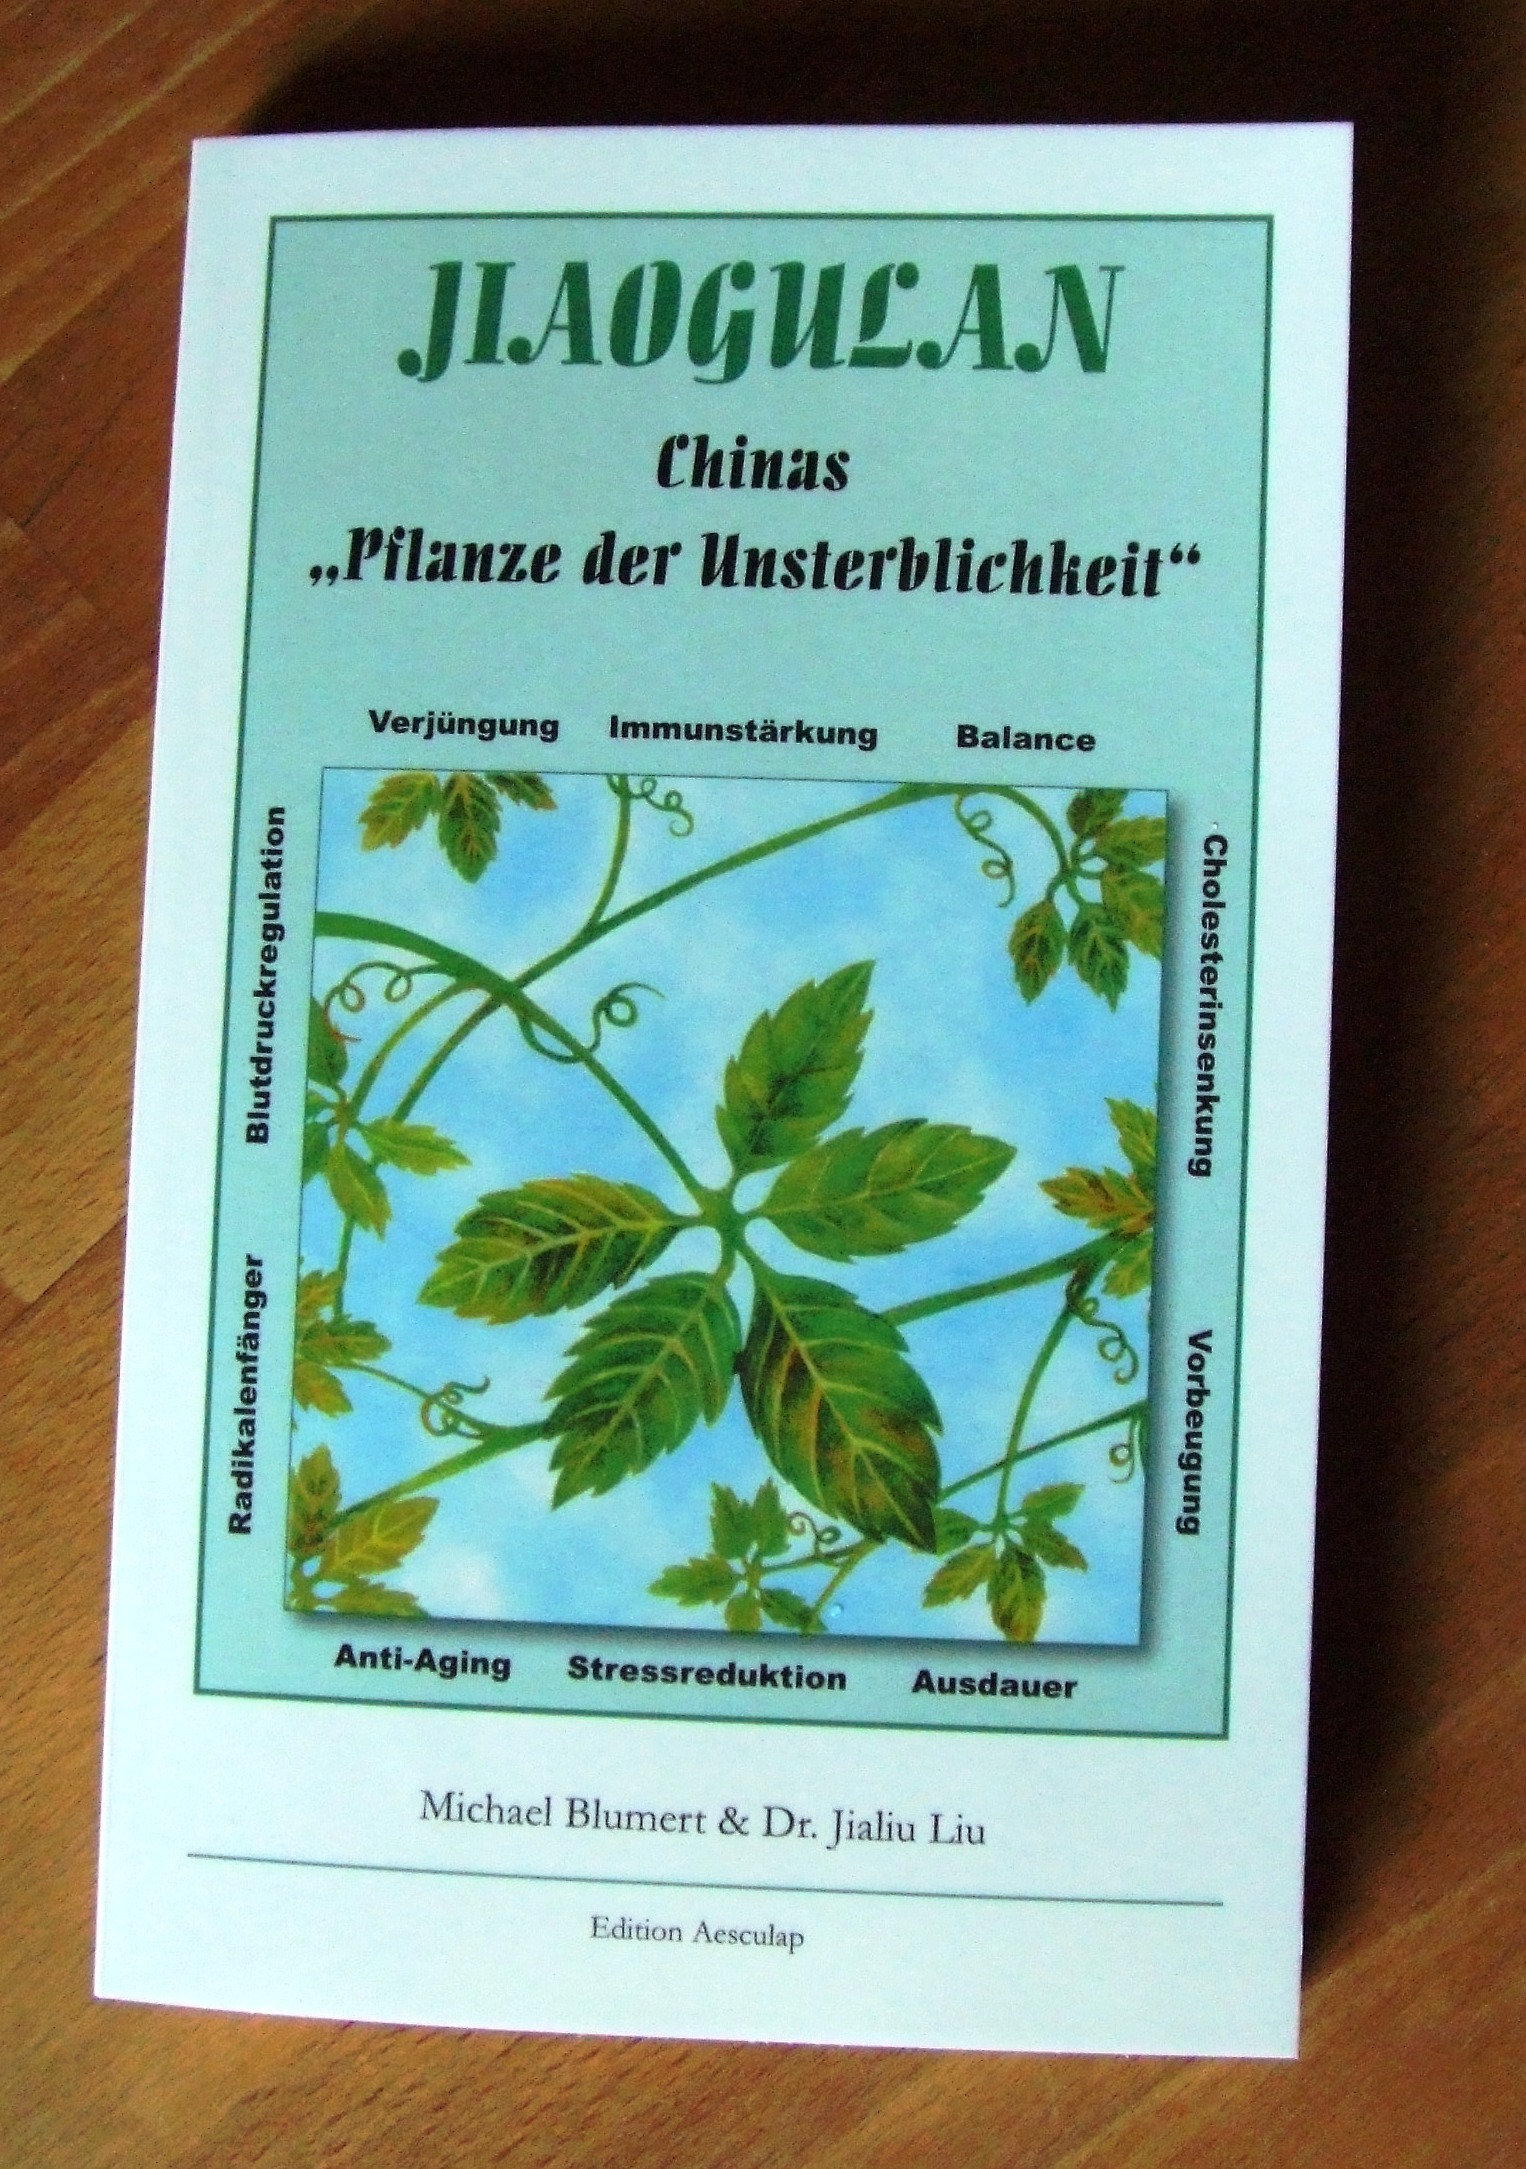 JIAOGULAN
Chinas
„Pflanze der Unsterblichkeit“
Verjüngung Immunstärkung Balance
Blutdruckregulation
Radikalenfänger
Cholesterinsenkung
Vorbeugung
Anti-Aging Stressreduktion Ausdauer
Michael Blumert & Dr. Jialiu Liu
Edition Aesculap